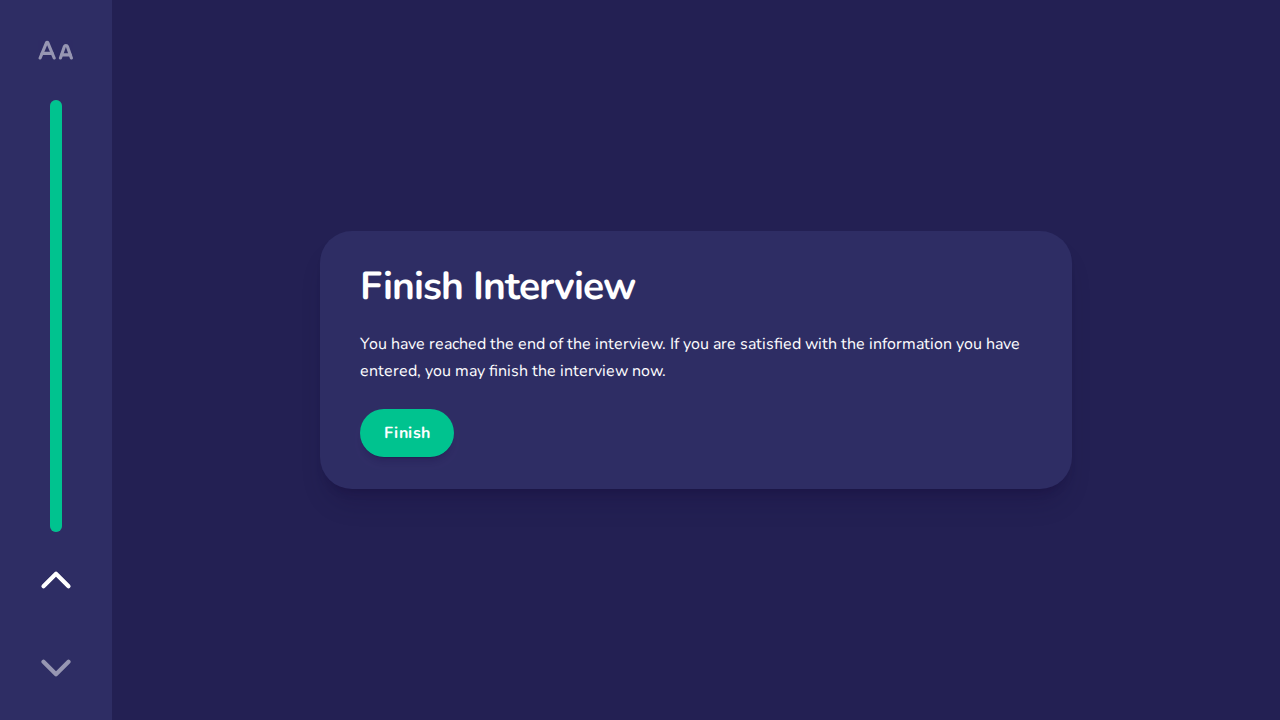 AA
Finish Interview
You have reached the end of the interview. If you are satisfied with the information you have
entered, you may finish the interview now.
Finish